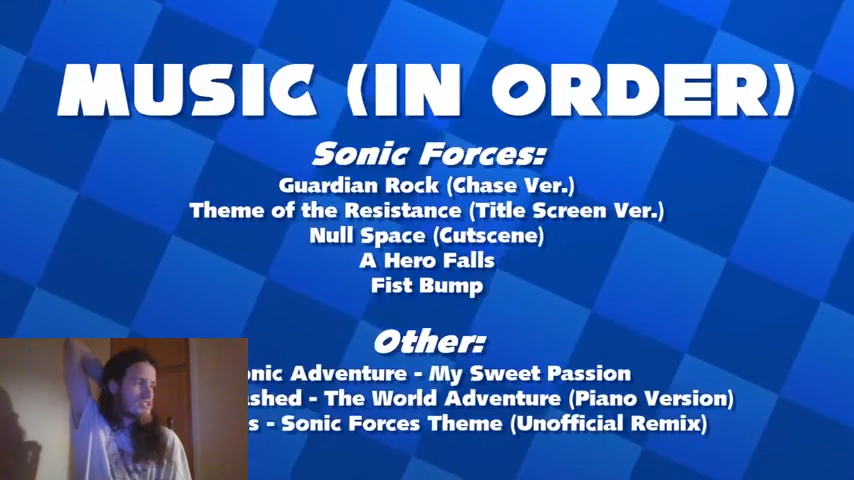 MUSIC (IN ORDER)
Sonic Forces:
Guardian Rock (Chase Ver.)
Theme of the Resistance (Title Screen Ver.)
Null Space (Cutscene)
A Hero Falls
Fist Bump
Other:
Adventure - My Sweet Passion
- The World Adventure (Piano Version)
- Sonic Forces Theme (Unofficial Remix)